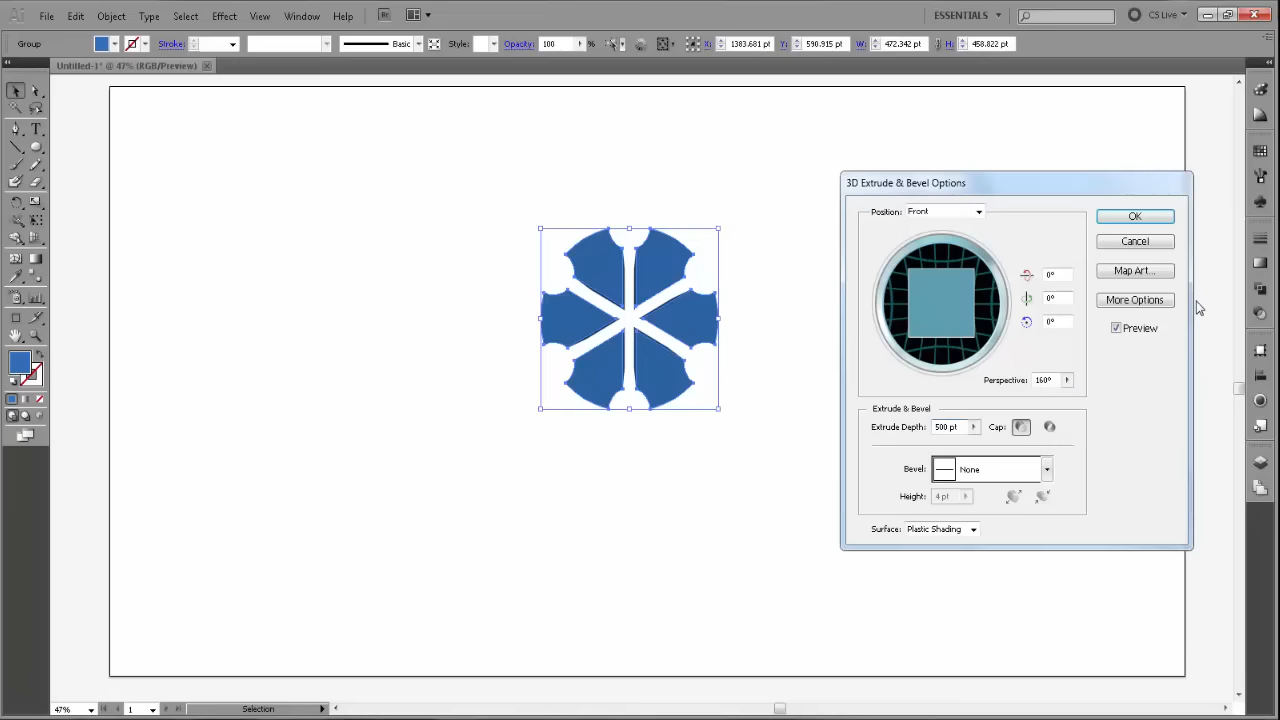 Ai File Edit Object Type Select Effect View Window Help Br ESSENTIALS CS Live
Group Stroke: Basic Style: Opacity: 100 % X: 1383.681 pt Y: 590.915 pt W: 472.342 pt H: 458.822 pt
Untitled-1* @ 47% (RGB/Preview)
3D Extrude & Bevel Options
Position: Front
OK
Cancel
Map Art...
0°
More Options
0°
0°
Preview
Perspective: 160°
Extrude & Bevel
Extrude Depth: 500 pt Cap:
Bevel: None
Height: 4 pt
Surface: Plastic Shading
47% 1 Selection